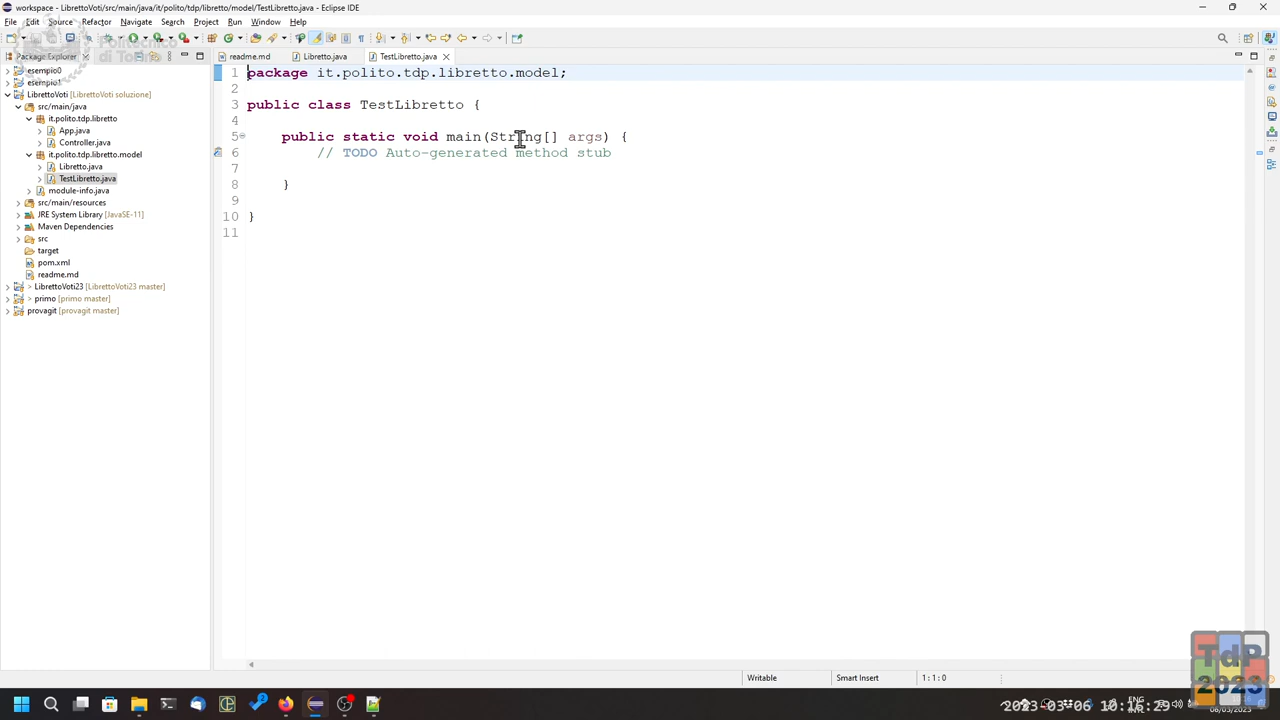 workspace - LibrettoVoti/src/main/java/it/polito/tdp/libretto/model/TestLibretto.java - Eclipse IDE
File Edit Source Refactor Navigate Search Project Run Window Help
Politecnico
di Torino
Package Explorer
readme.md
Libretto.java
TestLibretto.java
esempio0
esempio1
LibrettoVoti [LibrettoVoti soluzione]
src/main/java
it.polito.tdp.libretto
App.java
Controller.java
it.polito.tdp.libretto.model
Libretto.java
TestLibretto.java
module-info.java
src/main/resources
JRE System Library [JavaSE-11]
Maven Dependencies
src
target
pom.xml
readme.md
> LibrettoVoti23 [LibrettoVoti23 master]
> primo [primo master]
provagit [provagit master]
1 package it.polito.tdp.libretto.model;
2
3 public class TestLibretto {
4
5 public static void main(String[] args) {
6 // TODO Auto-generated method stub
7
8 }
9
10 }
11
TdP
2023
Writable Smart Insert 1 : 1 : 0
ENG